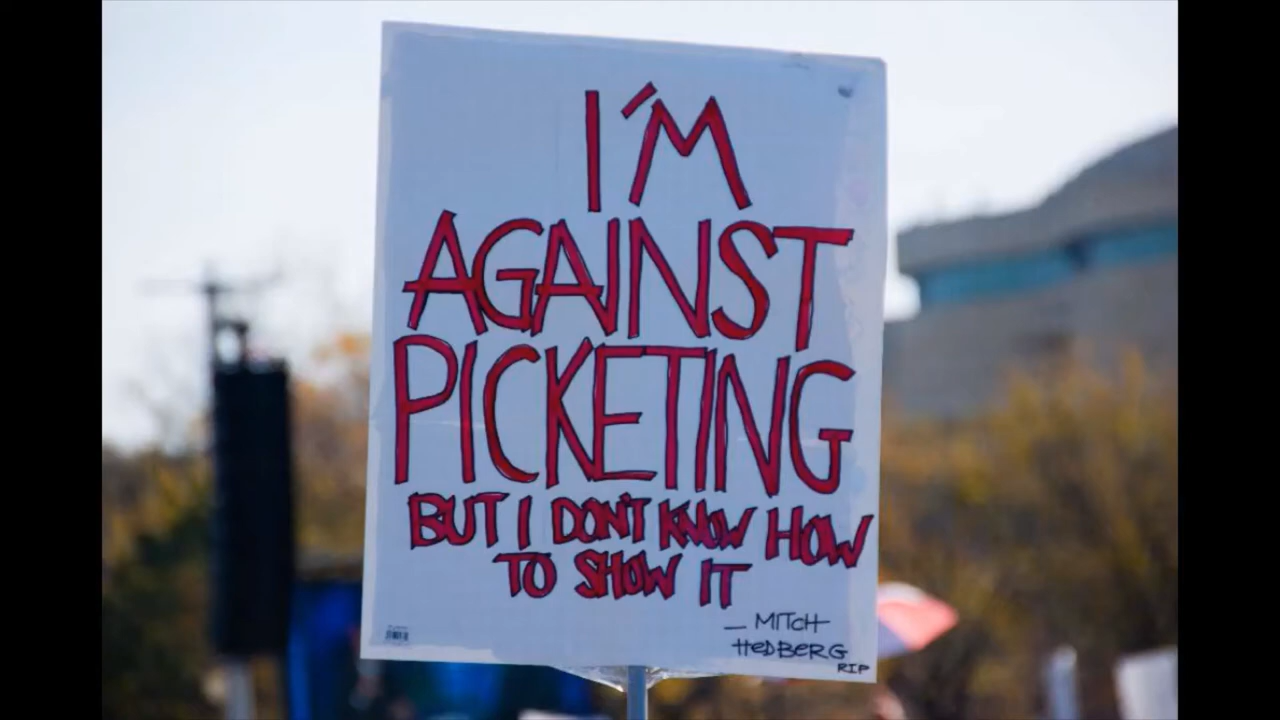 I'M
AGAINST
PICKETING
BUT I DON'T KNOW HOW
TO SHOW IT
— MITCH
HEDBERG
RIP